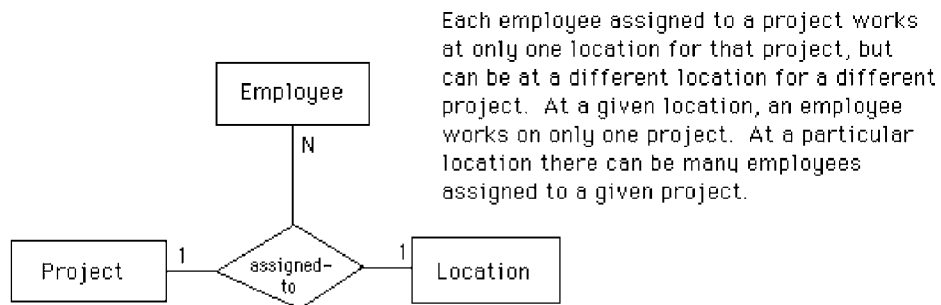 Each employee assigned to a project works
at only one location for that project, but
can be at a different location for a different
project. At a given location, an employee
works on only one project. At a particular
location there can be many employees
assigned to a given project.
Employee
N
Project
1
assigned-
to
1
Location